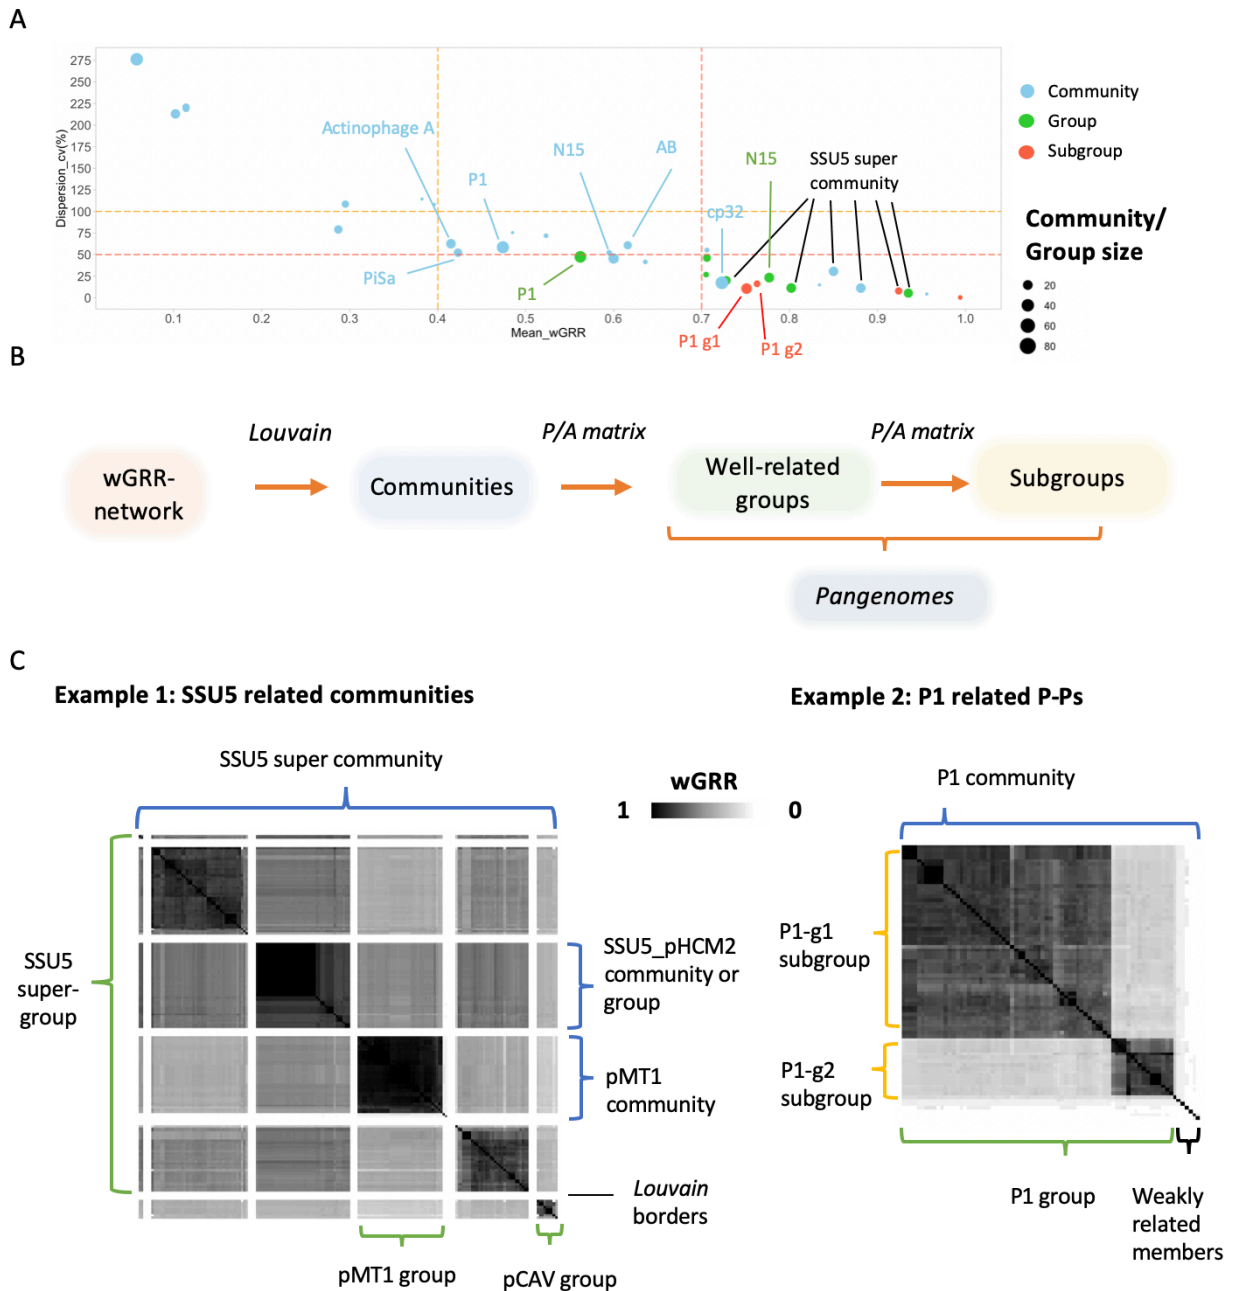 A
Dispersion_cv(%)
275
250
225
200
175
150
125
100
75
50
25
0
0.1
0.2
0.3
0.4
0.5
0.6
0.7
0.8
0.9
1.0
Mean_wGRR
Actinophage A
P1
N15
AB
N15
SSU5 super
community
cp32
PiSa
P1
P1 g1
P1 g2
Community
Group
Subgroup
Community/
Group size
20
40
60
80
B
Louvain
P/A matrix
P/A matrix
wGRR-
network
Communities
Well-related
groups
Subgroups
Pangenomes
C
Example 1: SSU5 related communities
Example 2: P1 related P-Ps
SSU5 super community
wGRR
1
0
P1 community
SSU5
super-
group
SSU5_pHCM2
community or
group
pMT1
community
Louvain
borders
pMT1 group
pCAV group
P1-g1
subgroup
P1-g2
subgroup
P1 group
Weakly
related
members